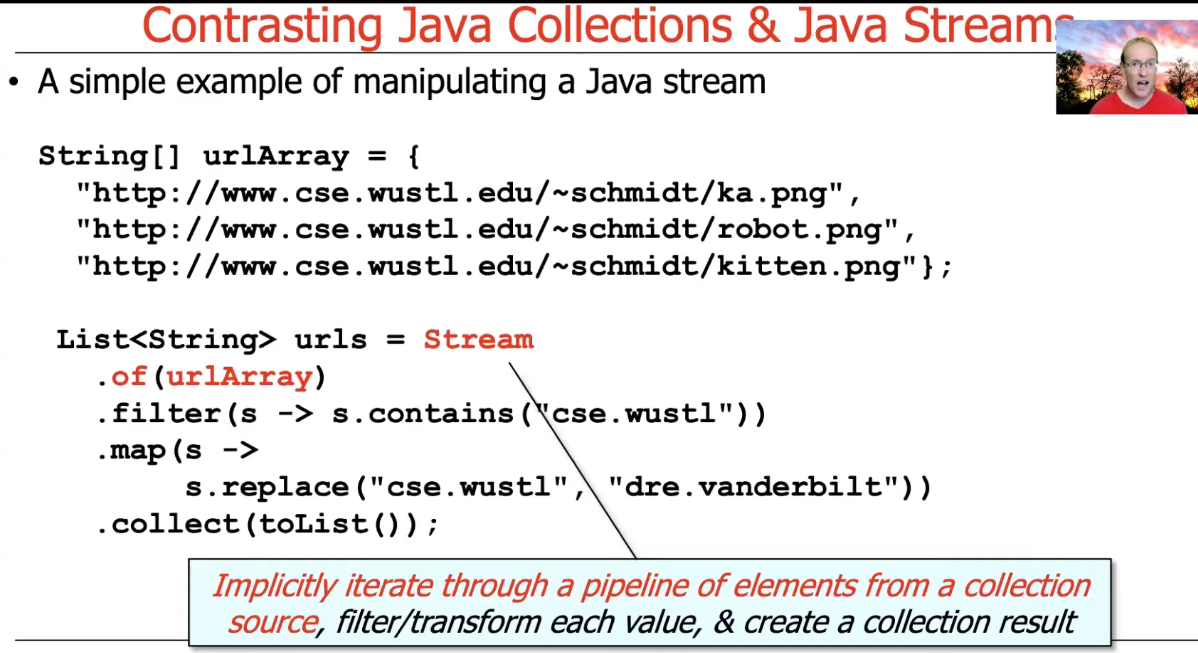 Contrasting Java Collections & Java Streams
• A simple example of manipulating a Java stream
String[] urlArray = {
"http://www.cse.wustl.edu/~schmidt/ka.png",
"http://www.cse.wustl.edu/~schmidt/robot.png",
"http://www.cse.wustl.edu/~schmidt/kitten.png"};
List<String> urls = Stream
.of(urlArray)
.filter(s -> s.contains("cse.wustl"))
.map(s ->
s.replace("cse.wustl", "dre.vanderbilt"))
.collect(toList());
Implicitly iterate through a pipeline of elements from a collection
source, filter/transform each value, & create a collection result